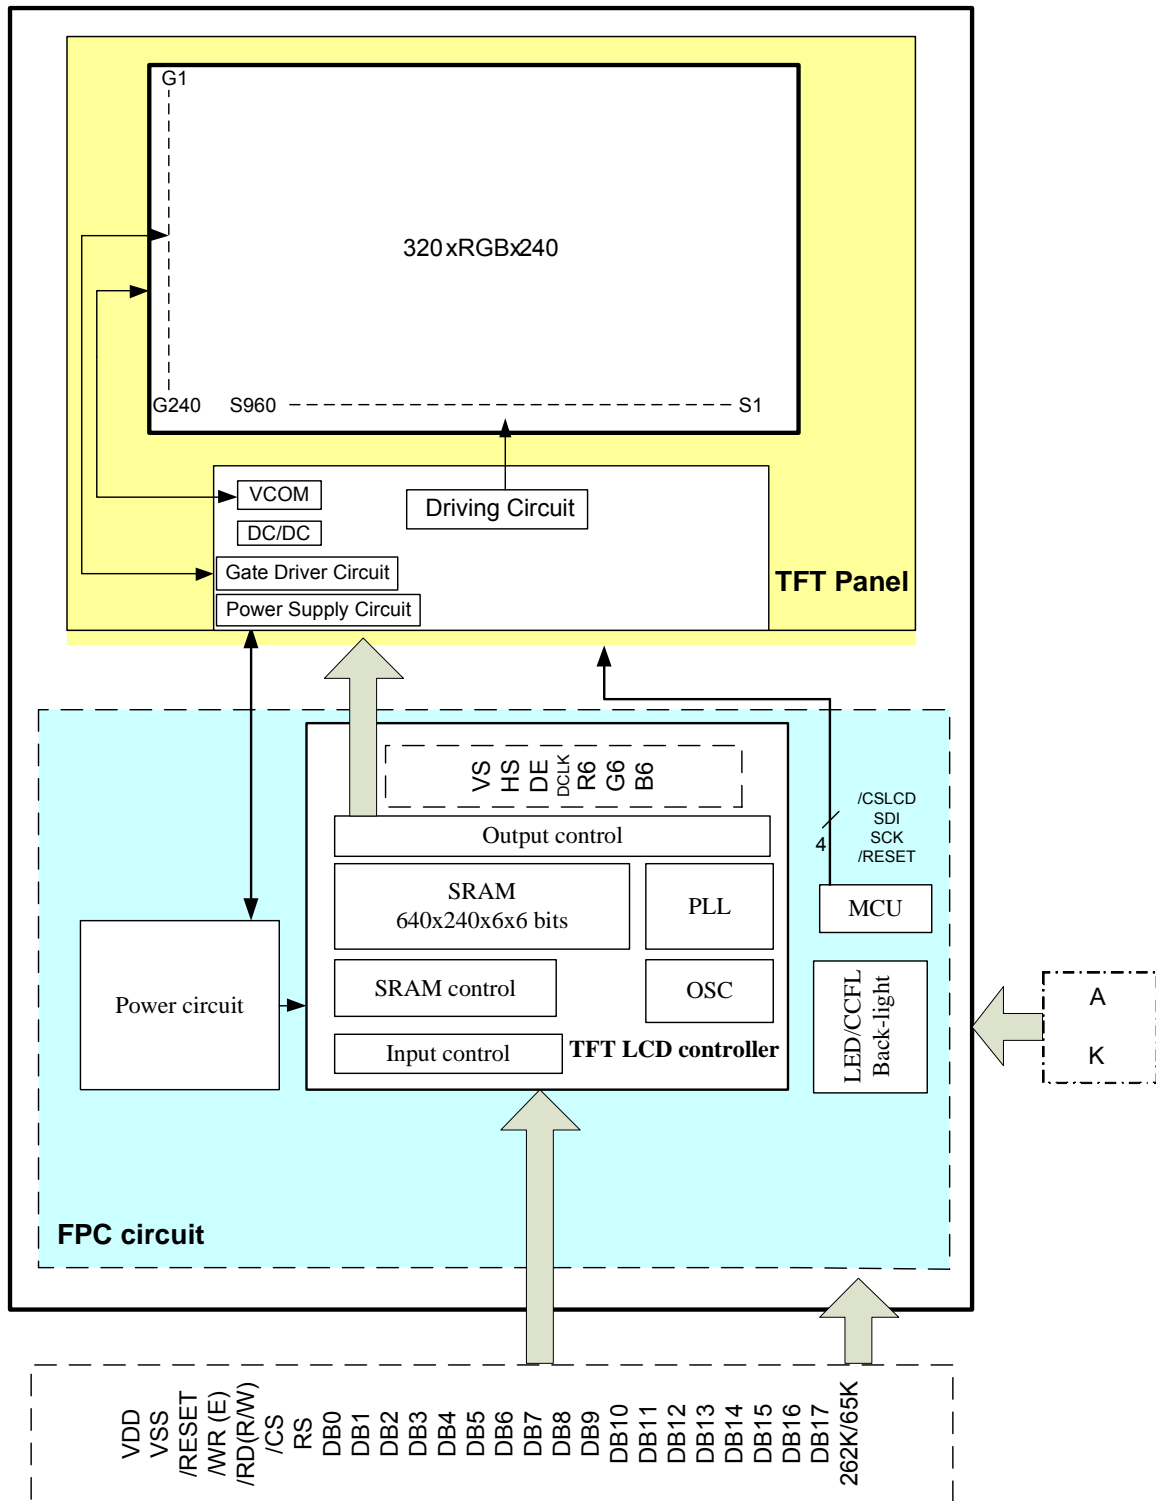 G1
320xRGBx240
G240 S960 S1
VCOM
Driving Circuit
DC/DC
Gate Driver Circuit
TFT Panel
Power Supply Circuit
VS
HS
DE
DCLK
R6
G6
B6
/CSLCD
SDI
SCK
/RESET
4
Output control
SRAM
640x240x6x6 bits
PLL
MCU
Power circuit
SRAM control
OSC
LED/CCFL
Back-light
A
K
Input control
TFT LCD controller
FPC circuit
VDD
VSS
/RESET
/WR (E)
/RD(R/W)
/CS
RS
DB0
DB1
DB2
DB3
DB4
DB5
DB6
DB7
DB8
DB9
DB10
DB11
DB12
DB13
DB14
DB15
DB16
DB17
262K/65K